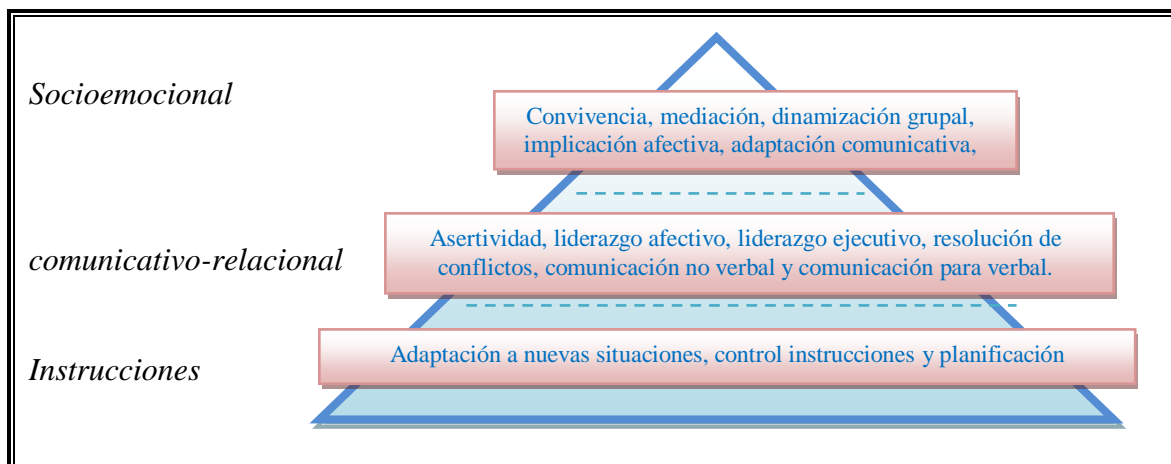 Socioemocional
Convivencia, mediación, dinamización grupal,
implicación afectiva, adaptación comunicativa,
comunicativo-relacional
Asertividad, liderazgo afectivo, liderazgo ejecutivo, resolución de
conflictos, comunicación no verbal y comunicación para verbal.
Instrucciones
Adaptación a nuevas situaciones, control instrucciones y planificación